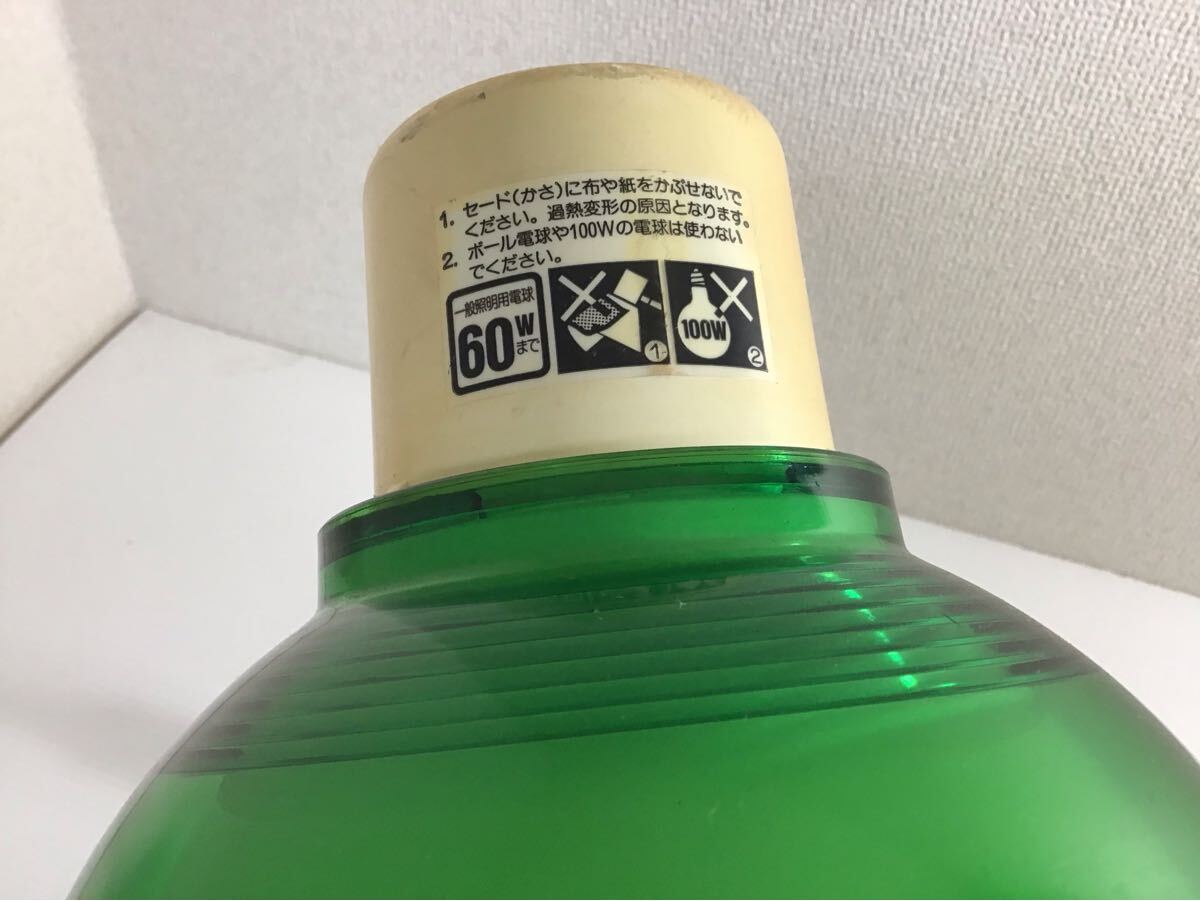 1. セード(かさ)に布や紙をかぶせないで
ください。過熱変形の原因となります。
2. ボール電球や100Wの電球は使わない
でください。
一般照明用電球
60W
まで
1
100W
2